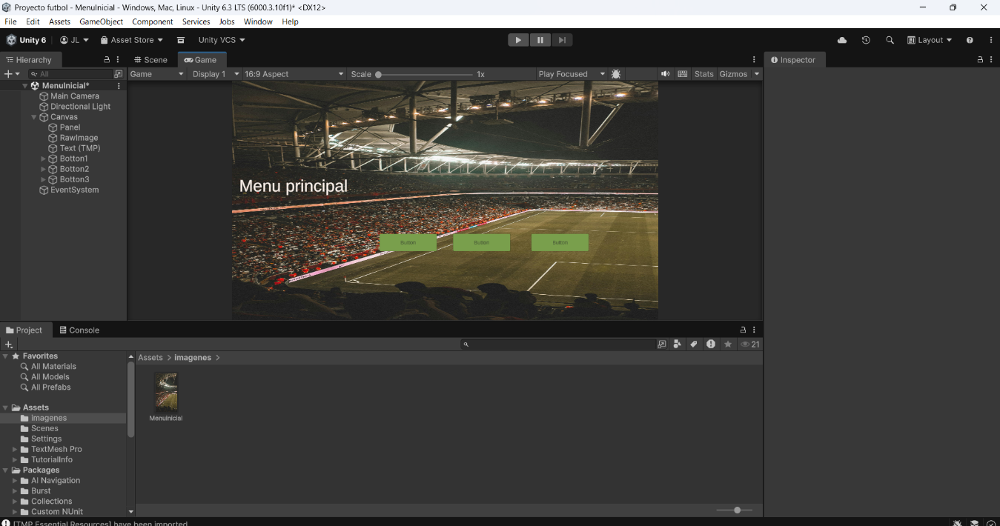 Proyecto futbol - MenuInicial - Windows, Mac, Linux - Unity 6.3 LTS (6000.3.10f1)* <DX12>
File Edit Assets GameObject Component Services Jobs Window Help
Unity 6 JL Asset Store Unity VCS Layout
Hierarchy Scene Game Inspector
All Game Display 1 16:9 Aspect Scale 1x Play Focused Stats Gizmos
MenuInicial*
Main Camera
Directional Light
Canvas
Panel
RawImage
Text (TMP)
Botton1
Botton2
Botton3
EventSystem
Menu principal
Button Button Button
Project Console
21
Favorites
All Materials
All Models
All Prefabs
Assets
imagenes
Scenes
Settings
TextMesh Pro
TutorialInfo
Packages
AI Navigation
Burst
Collections
Custom NUnit
Assets > imagenes >
Menuinicial
[TMP Essential Resources] have been imported